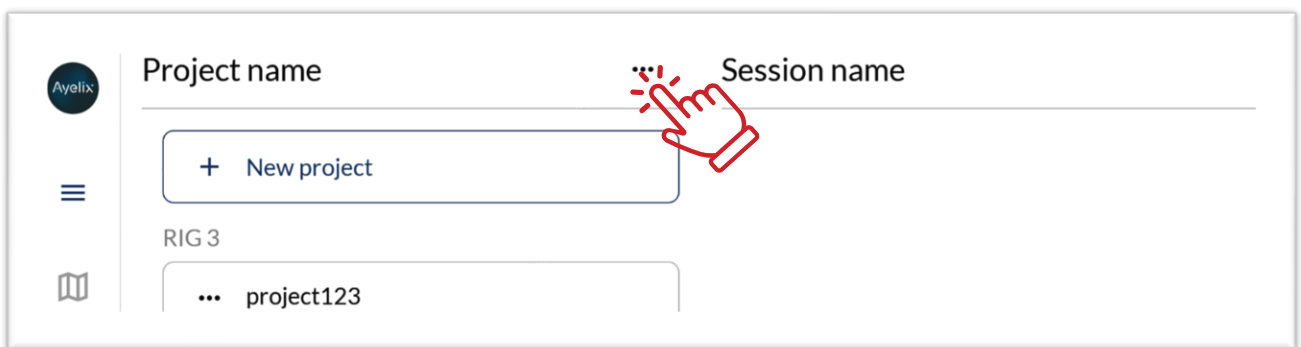 Ayelix
Project name ... Session name
+ New project
RIG 3
... project123